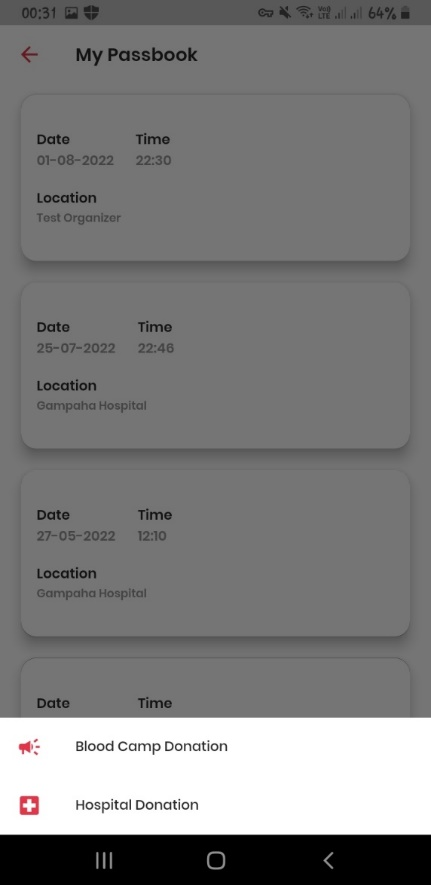 00:31 64%
My Passbook
Date Time
01-08-2022 22:30
Location
Test Organizer
Date Time
25-07-2022 22:46
Location
Gampaha Hospital
Date Time
27-05-2022 12:10
Location
Gampaha Hospital
Date Time
Blood Camp Donation
Hospital Donation